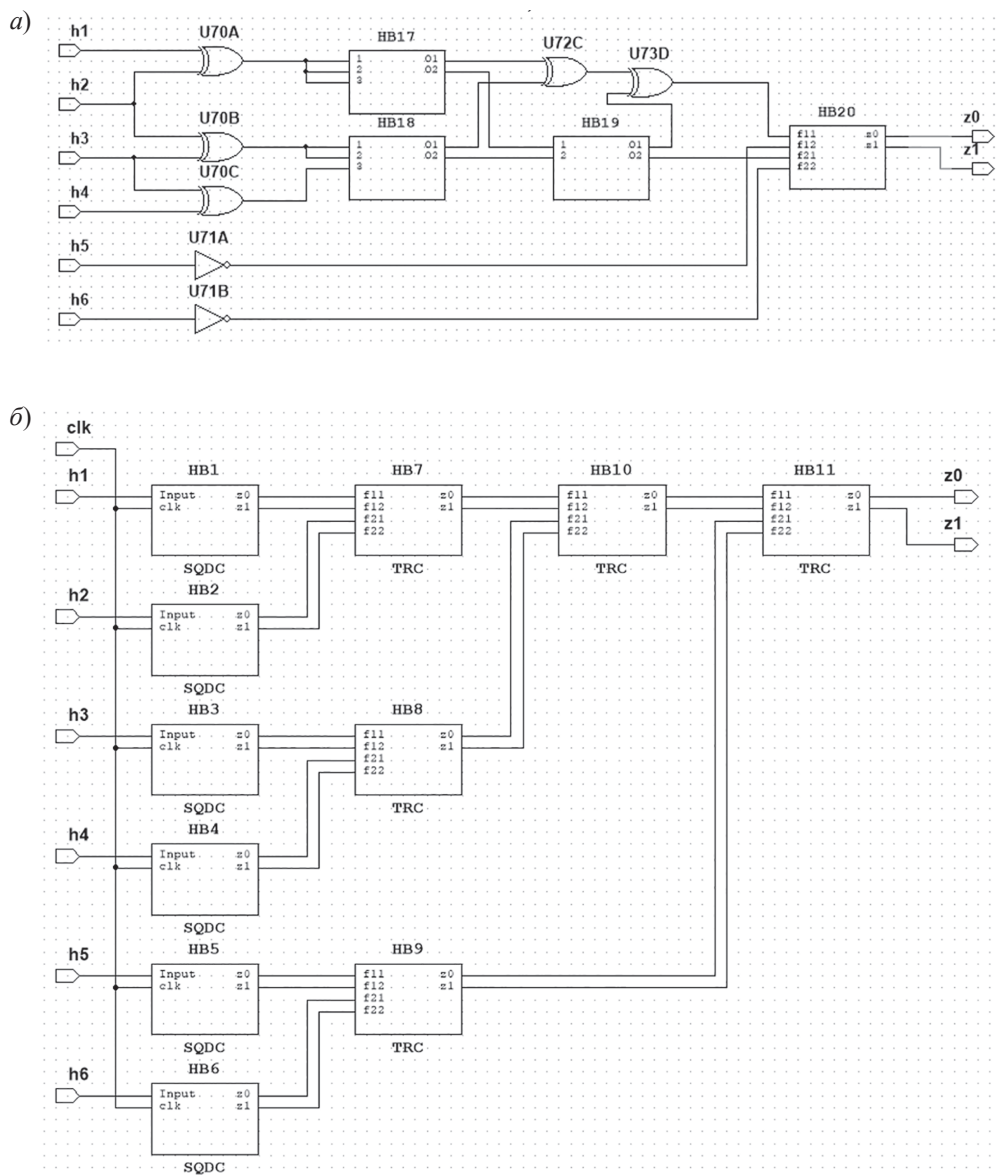 а)
h1
U70A
HB17
1
2
3
O1
O2
U72C
U73D
h2
h3
U70B
HB18
1
2
3
O1
O2
HB19
1
2
O1
O2
HB20
f11
f12
f21
f22
z0
z1
z0
z1
U70C
h4
U71A
h5
U71B
h6
б)
clk
h1
HB1
Input
clk
z0
z1
SQDC
HB7
f11
f12
f21
f22
z0
z1
TRC
HB10
f11
f12
f21
f22
z0
z1
TRC
HB11
f11
f12
f21
f22
z0
z1
TRC
z0
z1
h2
HB2
Input
clk
z0
z1
SQDC
h3
HB3
Input
clk
z0
z1
SQDC
HB8
f11
f12
f21
f22
z0
z1
TRC
h4
HB4
Input
clk
z0
z1
SQDC
h5
HB5
Input
clk
z0
z1
SQDC
HB9
f11
f12
f21
f22
z0
z1
TRC
h6
HB6
Input
clk
z0
z1
SQDC